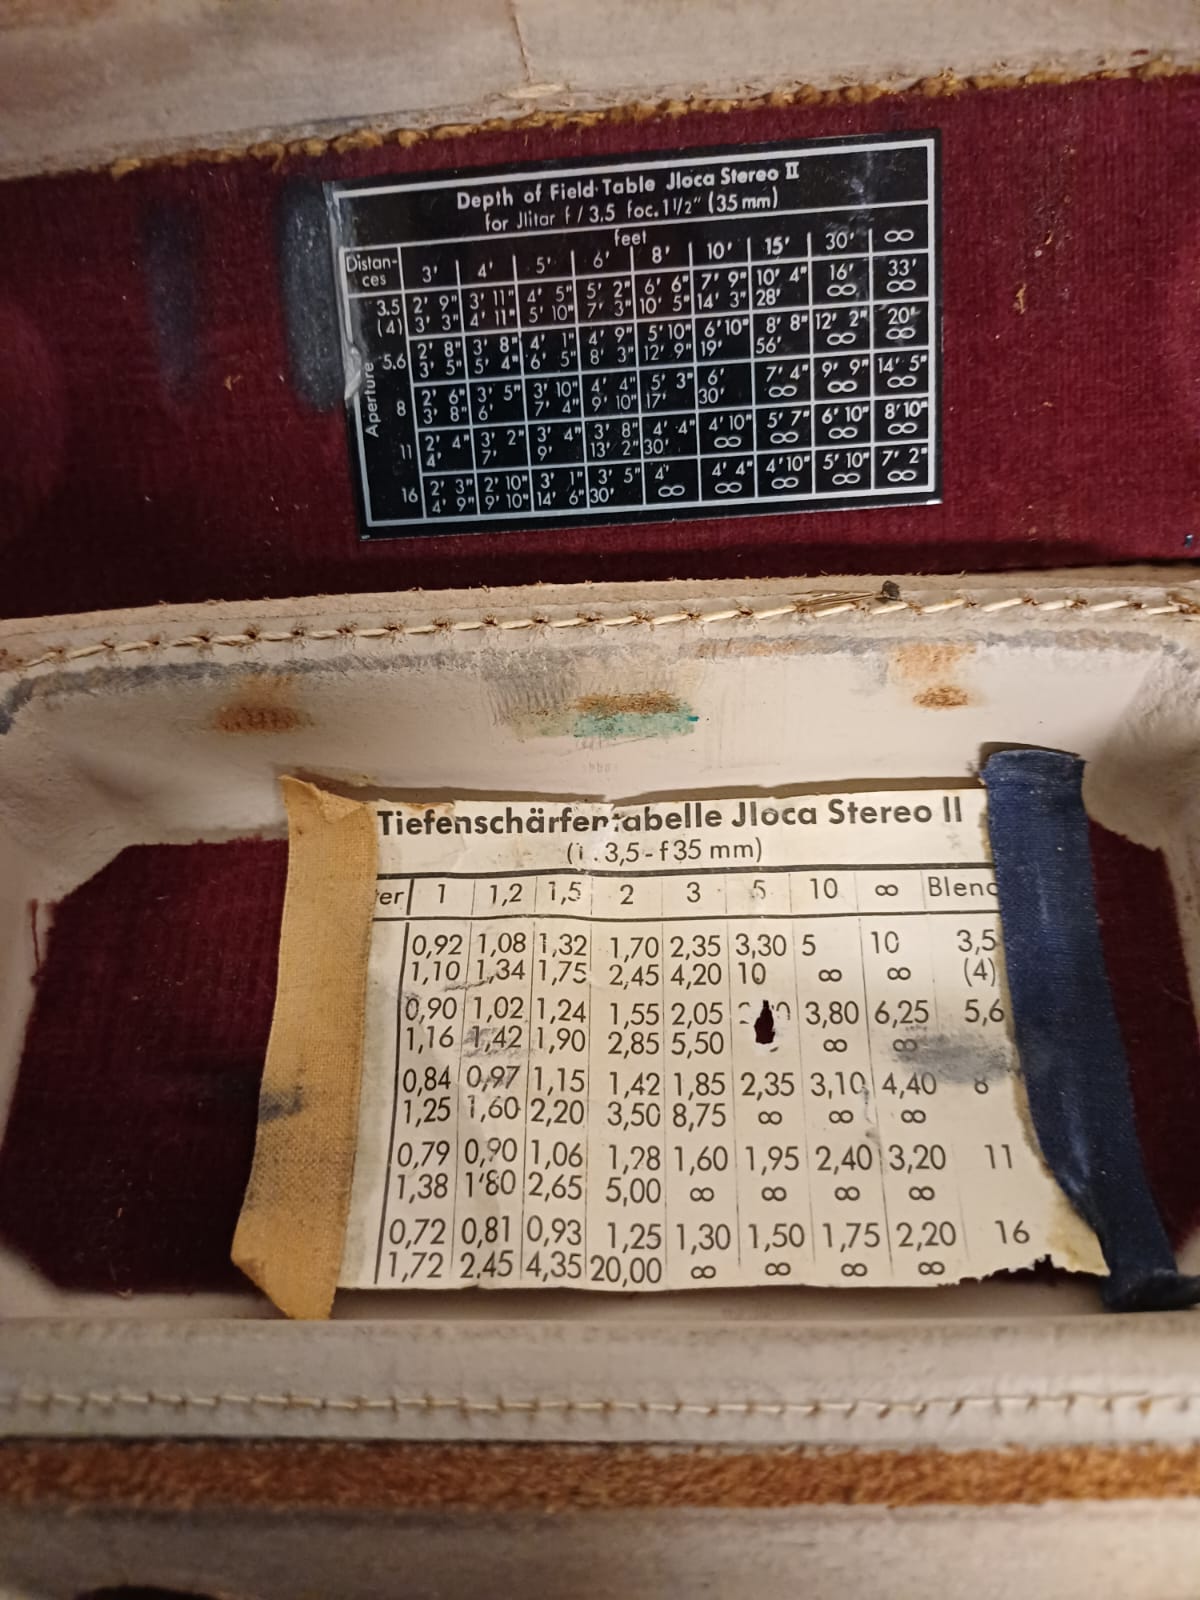 Depth of Field-Table Jloca Stereo II
for Jlitar f/3.5 foc. 1 1/2" (35 mm)
feet
Distan-
ces 3' 4' 5' 6' 8' 10' 15' 30' ∞
Aperture
3.5 2' 9" 3' 11" 4' 5" 5' 2" 6' 6" 7' 9" 10' 4" 16' 33'
(4) 3' 3" 4' 11" 5' 10" 7' 3" 10' 5" 14' 3" 28' ∞ ∞
5.6 2' 8" 3' 8" 4' 1" 4' 9" 5' 10" 6' 10" 8' 8" 12' 2" 20'
3' 5" 5' 4" 6' 5" 8' 3" 12' 9" 19' 56' ∞ ∞
8 2' 6" 3' 5" 3' 10" 4' 4" 5' 3" 6' 7' 4" 9' 9" 14' 5"
3' 8" 6' 7' 4" 9' 10" 17' 30' ∞ ∞ ∞
11 2' 4" 3' 2" 3' 4" 3' 8" 4' 4" 4' 10" 5' 7" 6' 10" 8' 10"
4' 7' 9' 13' 2" 30' ∞ ∞ ∞ ∞
16 2' 3" 2' 10" 3' 1" 3' 5" 4' 4' 4" 4' 10" 5' 10" 7' 2"
4' 9" 9' 10" 14' 6" 30' ∞ ∞ ∞ ∞ ∞
Tiefenschärfentabelle Jloca Stereo II
3,5 - f 35 mm)
er 1 1,2 1,5 2 3 5 10 ∞ Blend
0,92 1,08 1,32 1,70 2,35 3,30 5 10 3,5
1,10 1,34 1,75 2,45 4,20 10 ∞ ∞ (4)
0,90 1,02 1,24 1,55 2,05 3,80 6,25 5,6
1,16 1,42 1,90 2,85 5,50 ∞ ∞
0,84 0,97 1,15 1,42 1,85 2,35 3,10 4,40 8
1,25 1,60 2,20 3,50 8,75 ∞ ∞ ∞
0,79 0,90 1,06 1,28 1,60 1,95 2,40 3,20 11
1,38 1'80 2,65 5,00 ∞ ∞ ∞ ∞
0,72 0,81 0,93 1,25 1,30 1,50 1,75 2,20 16
1,72 2.45 4,35 20,00 ∞ ∞ ∞ ∞